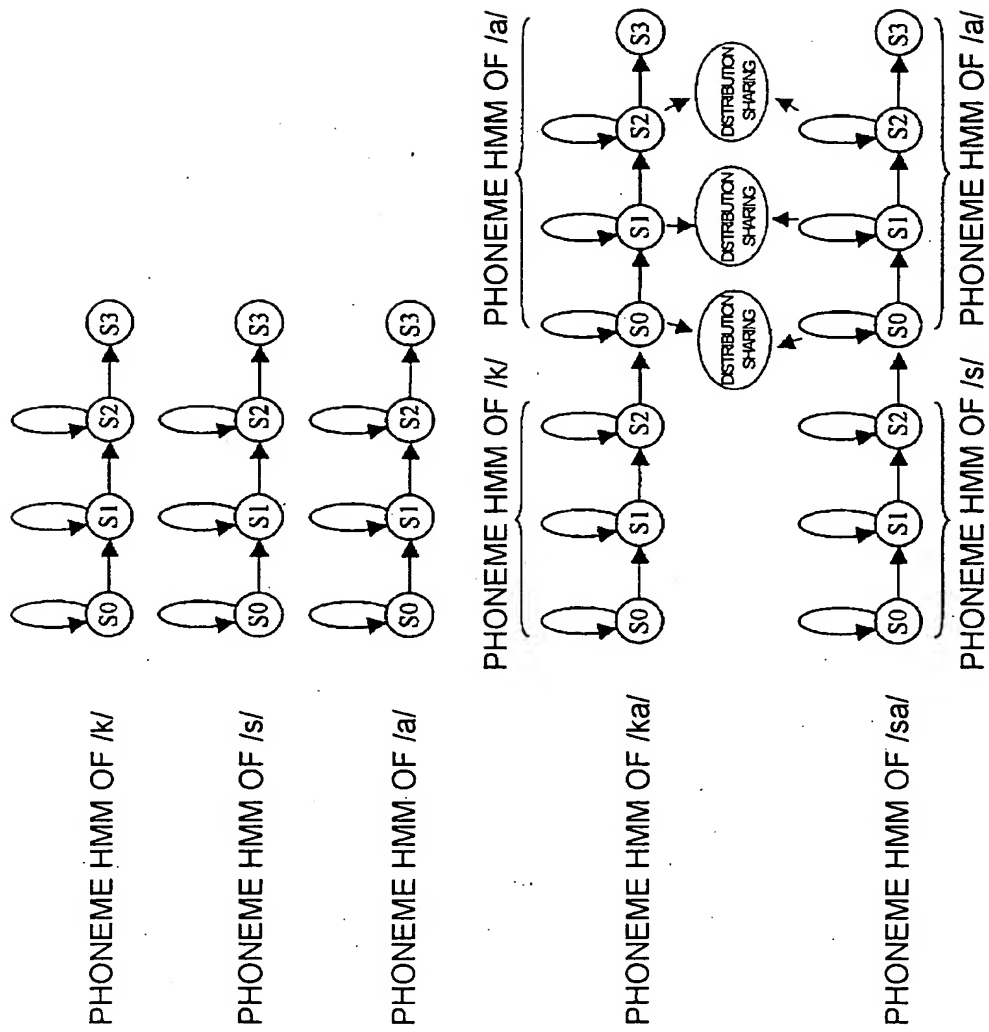 PHONEME HMM OF /k/
S0 S1 S2 S3
PHONEME HMM OF /s/
S0 S1 S2 S3
PHONEME HMM OF /a/
S0 S1 S2 S3
PHONEME HMM OF /k/ PHONEME HMM OF /a/
PHONEME HMM OF /ka/
S0 S1 S2 S0 S1 S2 S3
DISTRIBUTION
SHARING
DISTRIBUTION
SHARING
DISTRIBUTION
SHARING
PHONEME HMM OF /sa/
S0 S1 S2 S0 S1 S2 S3
PHONEME HMM OF /s/ PHONEME HMM OF /a/